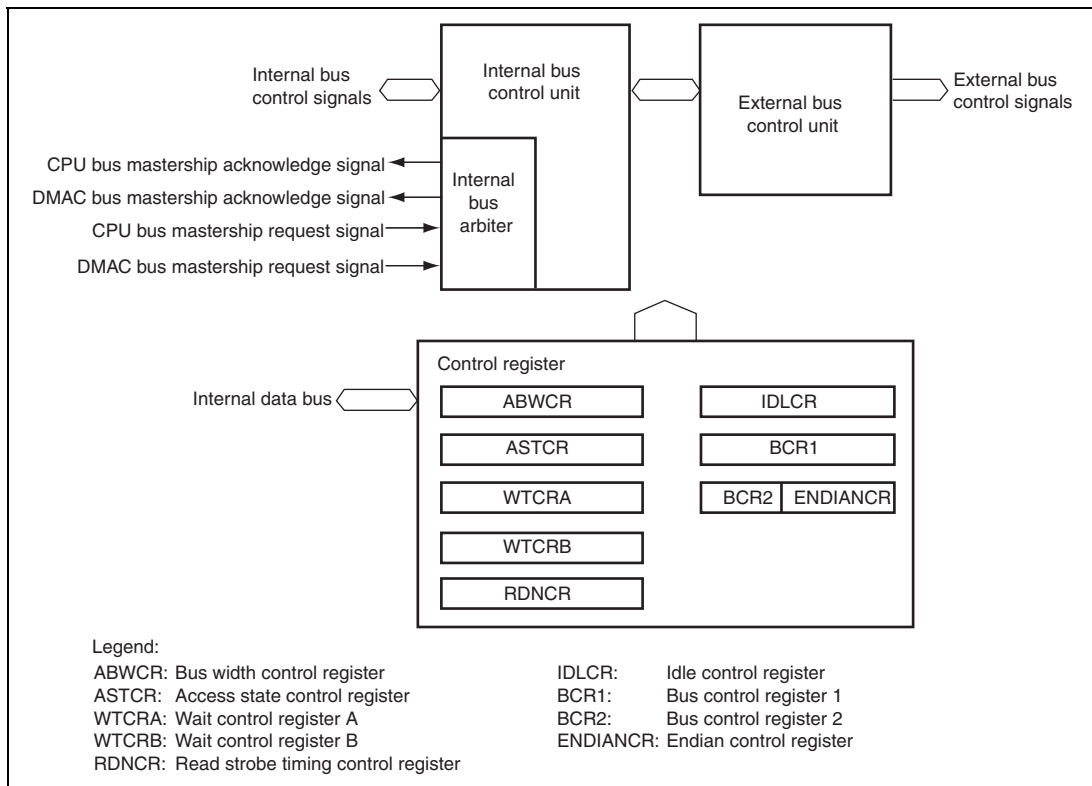 Internal bus
control signals
Internal bus
control unit
External bus
control unit
External bus
control signals
CPU bus mastership acknowledge signal
DMAC bus mastership acknowledge signal
CPU bus mastership request signal
DMAC bus mastership request signal
Internal
bus
arbiter
Internal data bus
Control register
ABWCR
IDLCR
ASTCR
BCR1
WTCRA
BCR2
ENDIANCR
WTCRB
RDNCR
Legend:
ABWCR: Bus width control register
ASTCR: Access state control register
WTCRA: Wait control register A
WTCRB: Wait control register B
RDNCR: Read strobe timing control register
IDLCR: Idle control register
BCR1: Bus control register 1
BCR2: Bus control register 2
ENDIANCR: Endian control register